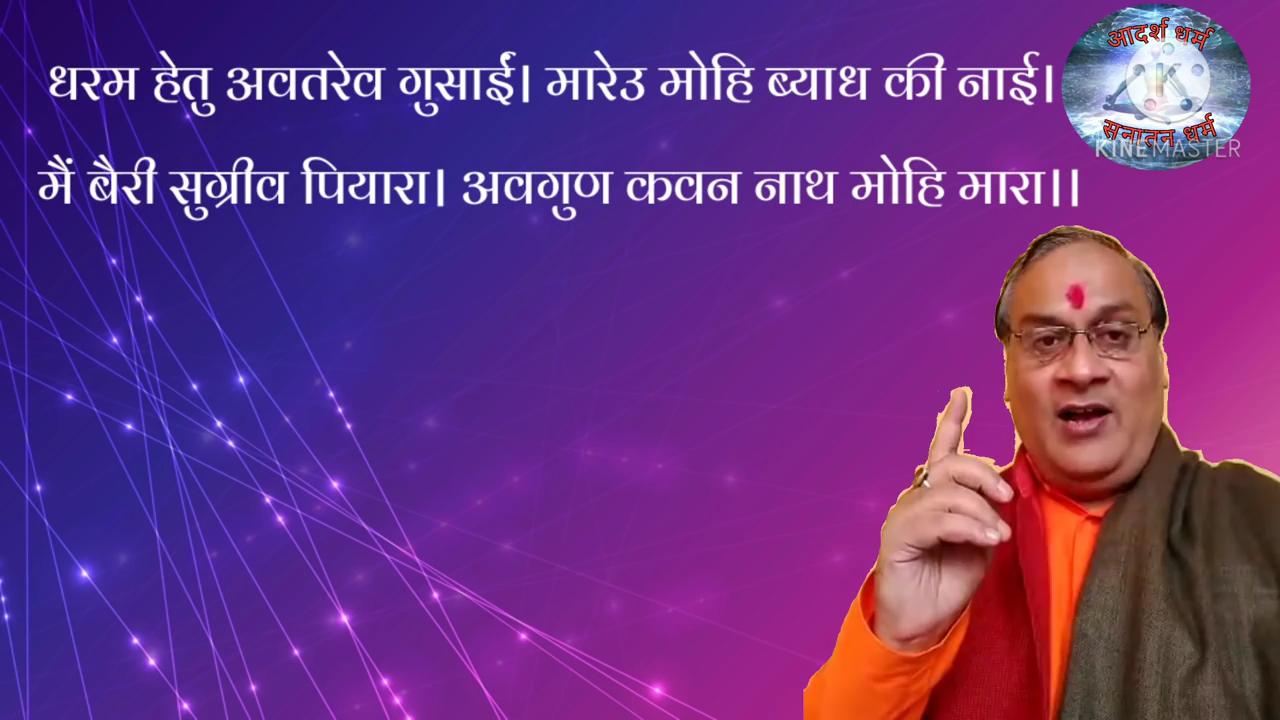 धरम हेतु अवतरेव गुसाईं। मारेउ मोहि ब्याध की नाई।
मैं बैरी सुग्रीव पियारा। अवगुण कवन नाथ मोहि मारा।।
आदर्श धर्म
K
सनातन धर्म
KINEMASTER